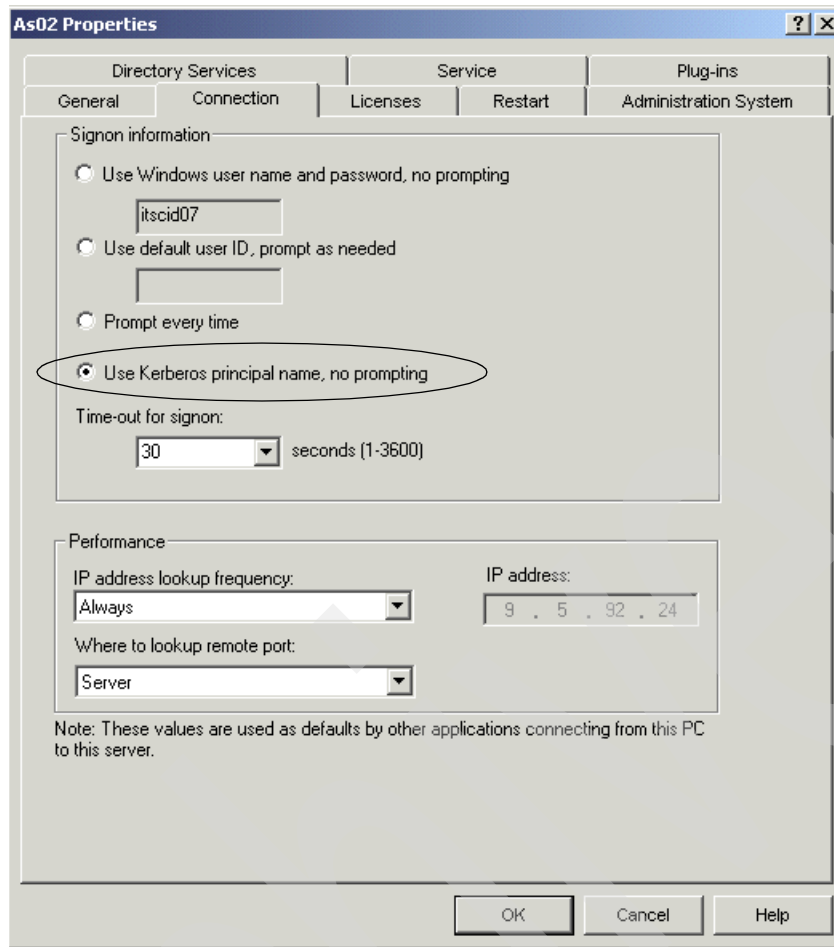 As02 Properties
Directory Services Service Plug-ins
General Connection Licenses Restart Administration System
Signon information
Use Windows user name and password, no prompting
itscid07
Use default user ID, prompt as needed
Prompt every time
Use Kerberos principal name, no prompting
Time-out for signon:
30 seconds (1-3600)
Performance
IP address lookup frequency: IP address:
Always 9 . 5 . 92 . 24
Where to lookup remote port:
Server
Note: These values are used as defaults by other applications connecting from this PC
to this server.
OK Cancel Help